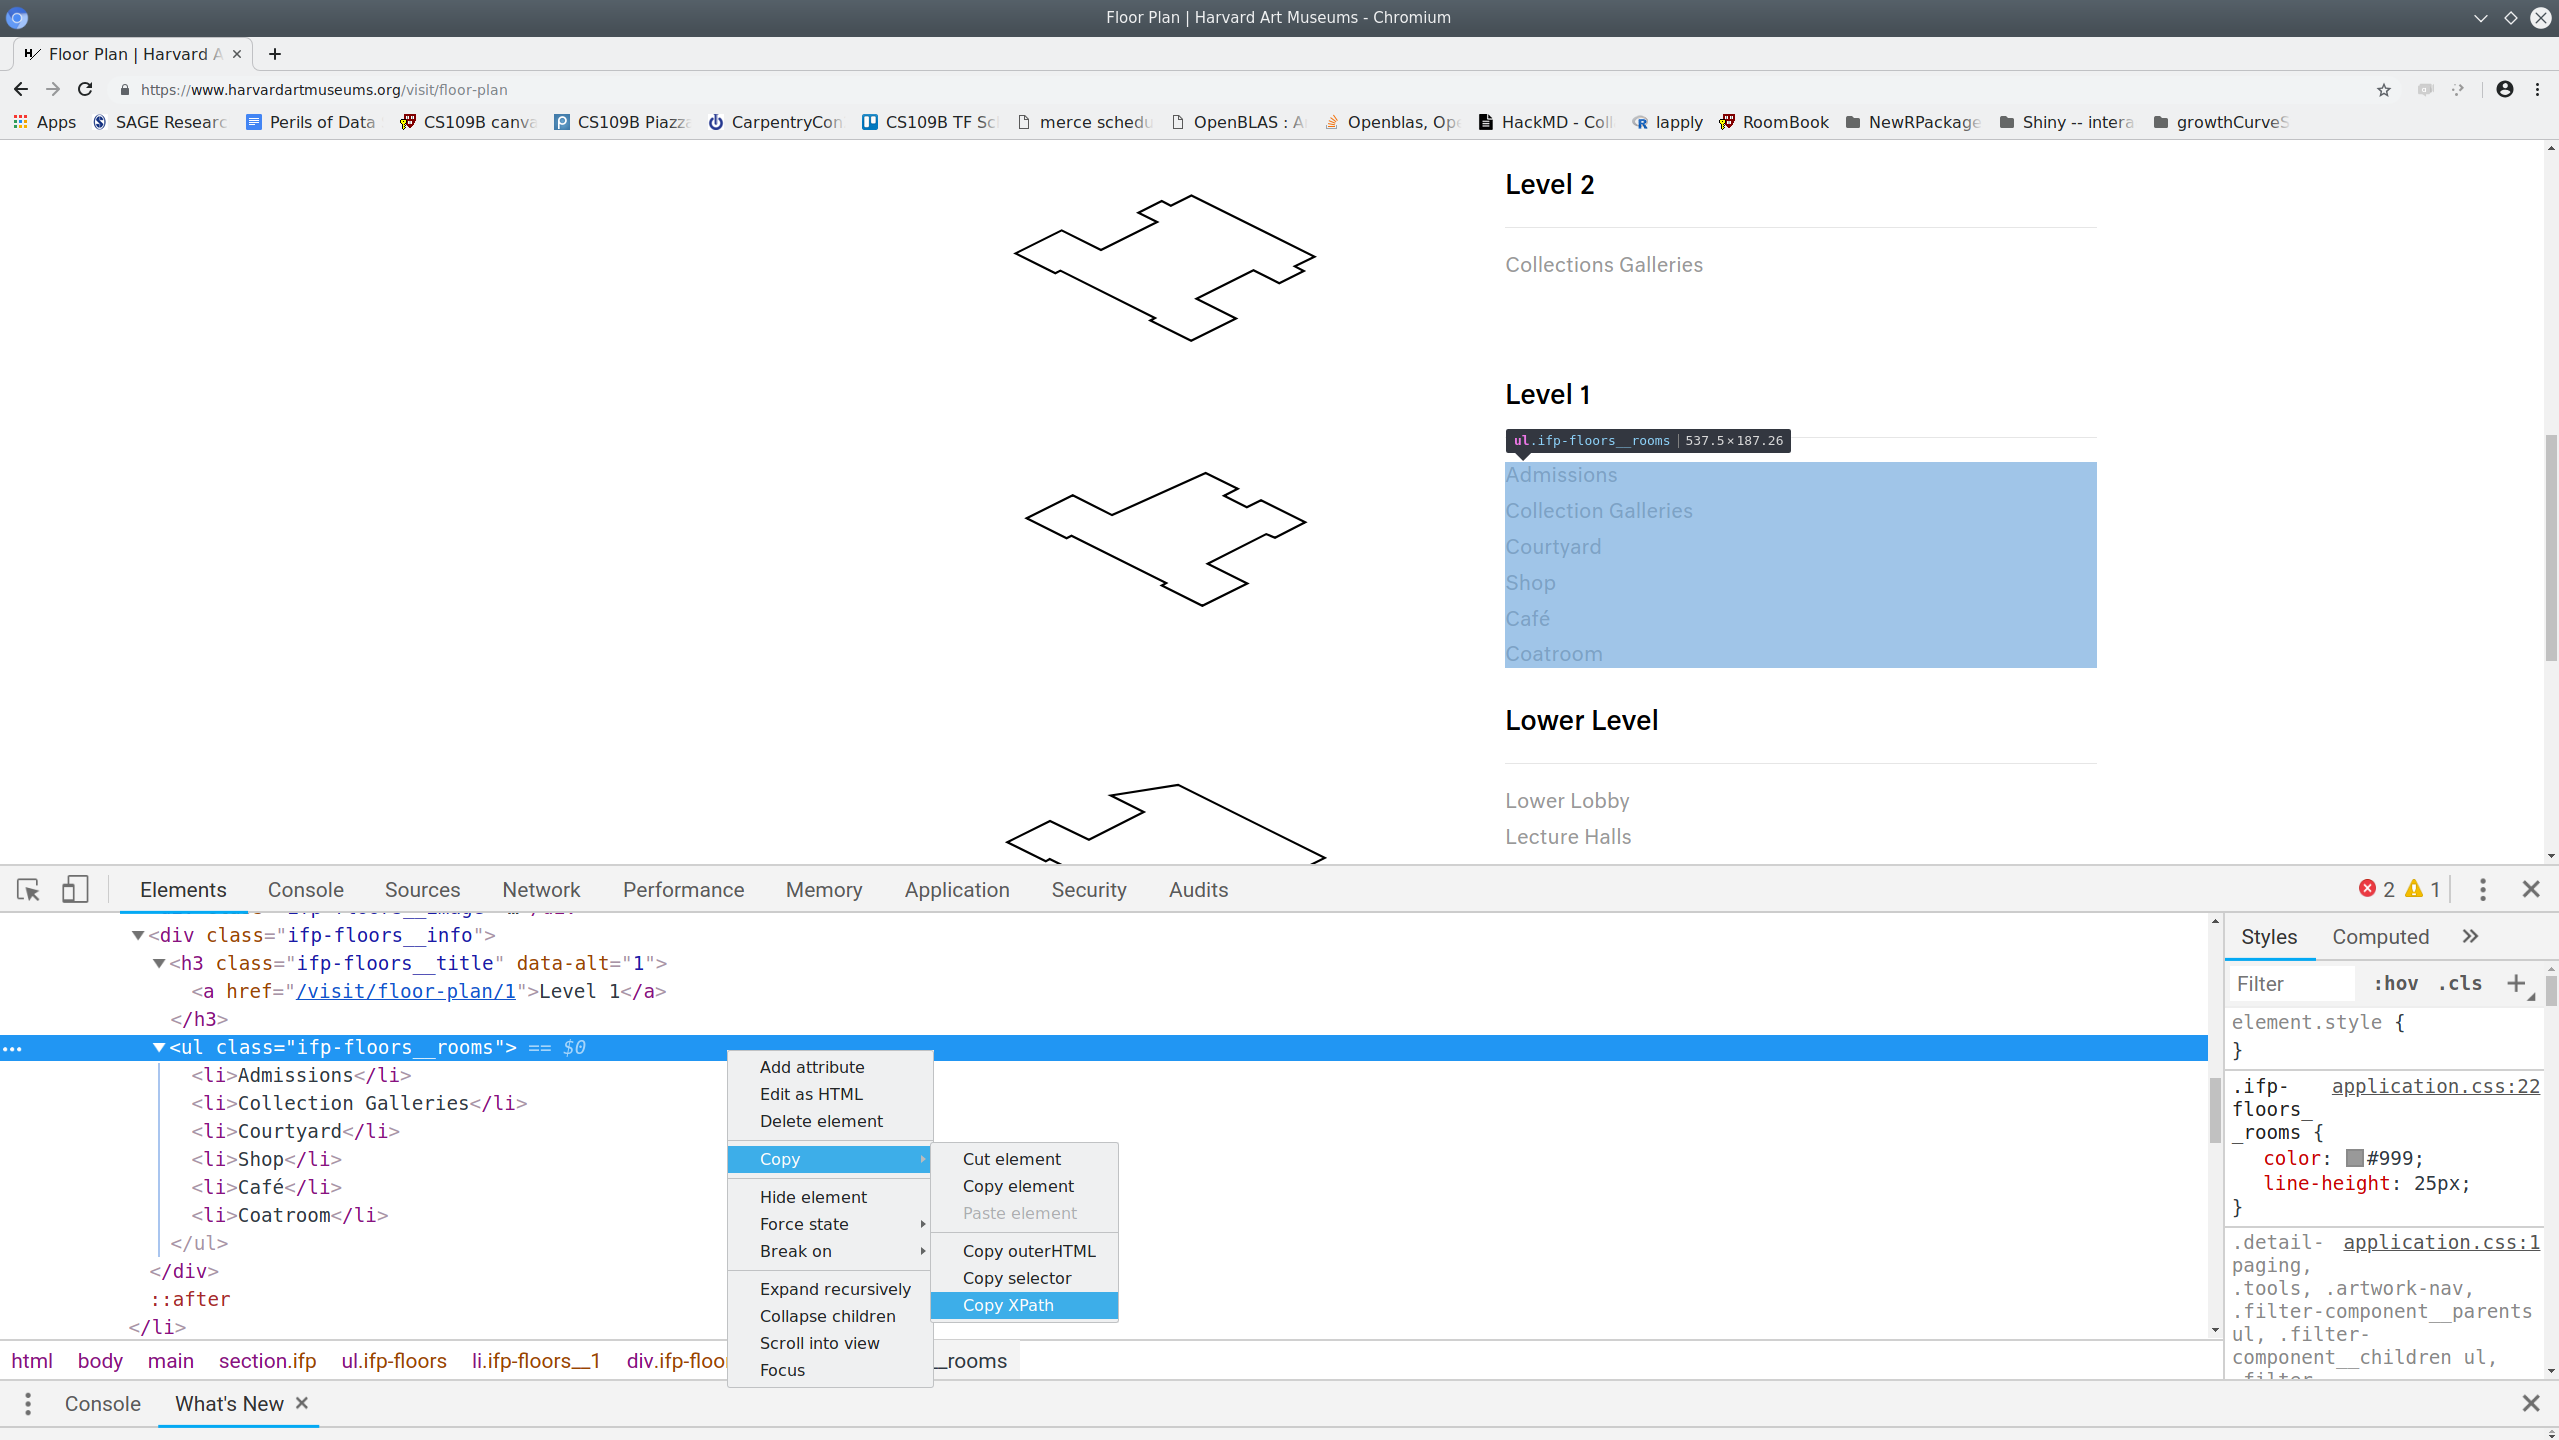 Floor Plan | Harvard Art Museums - Chromium
Floor Plan | Harvard A
https://www.harvardartmuseums.org/visit/floor-plan
Apps SAGE Researc Perils of Data CS109B canva CS109B Piazza CarpentryCon CS109B TF Sc merce schedu OpenBLAS : A Openblas, Ope HackMD - Coll lapply RoomBook NewRPackage Shiny -- intera growthCurveS
Level 2
Collections Galleries
Level 1
ul.ifp-floors__rooms | 537.5×187.26
Admissions
Collection Galleries
Courtyard
Shop
Café
Coatroom
Lower Level
Lower Lobby
Lecture Halls
Elements Console Sources Network Performance Memory Application Security Audits 2 1
<div class="ifp-floors__info">
<h3 class="ifp-floors__title" data-alt="1">
<a href="/visit/floor-plan/1">Level 1</a>
</h3>
<ul class="ifp-floors__rooms"> == $0
<li>Admissions</li>
<li>Collection Galleries</li>
<li>Courtyard</li>
<li>Shop</li>
<li>Café</li>
<li>Coatroom</li>
</ul>
</div>
::after
</li>
Add attribute
Edit as HTML
Delete element
Copy
Hide element
Force state
Break on
Expand recursively
Collapse children
Scroll into view
Focus
Cut element
Copy element
Paste element
Copy outerHTML
Copy selector
Copy XPath
Styles Computed
Filter :hov .cls
element.style {
}
.ifp- application.css:22
floors_
_rooms {
color: #999;
line-height: 25px;
}
.detail- application.css:1
paging,
.tools, .artwork-nav,
.filter-component__parents
ul, .filter-
component__children ul,
html body main section.ifp ul.ifp-floors li.ifp-floors__1 div.ifp-floor __rooms
Console What's New